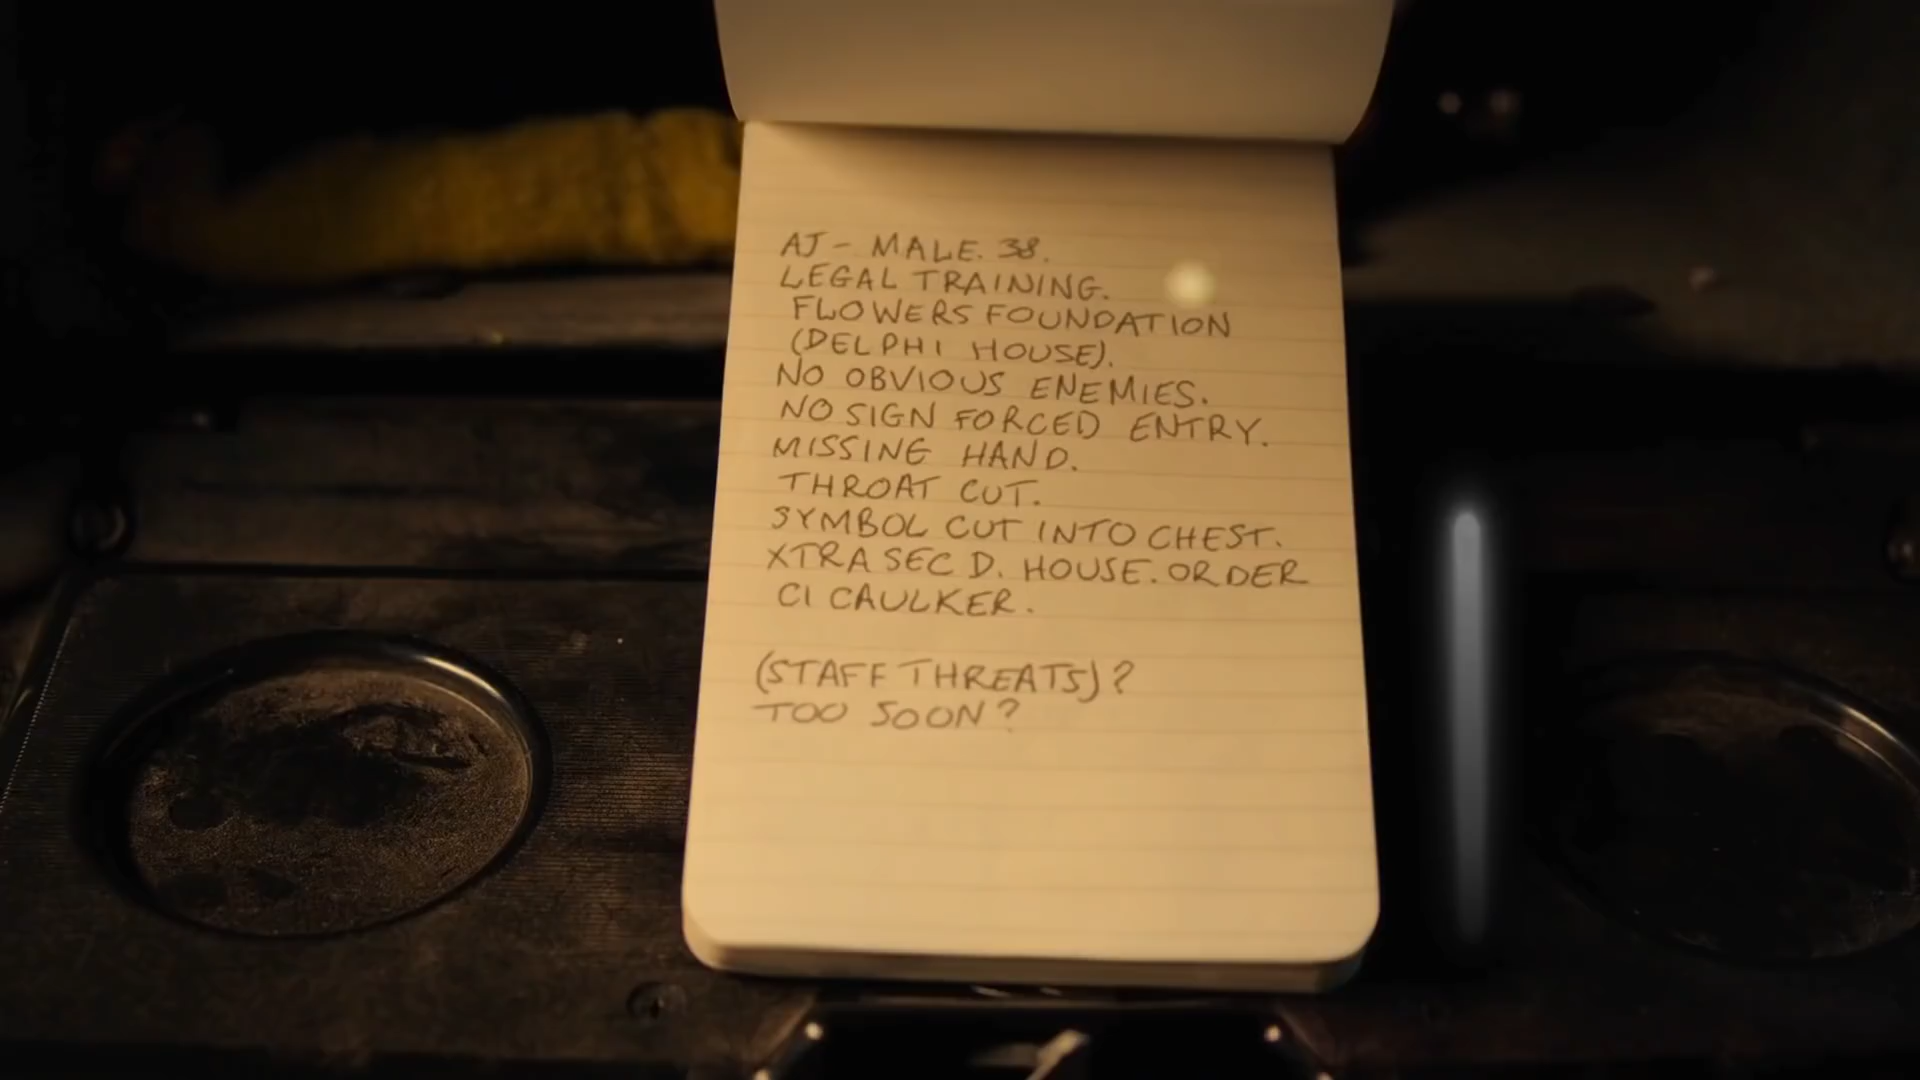 AJ - MALE. 38.
LEGAL TRAINING.
FLOWERS FOUNDATION
(DELPHI HOUSE).
NO OBVIOUS ENEMIES.
NO SIGN FORCED ENTRY.
MISSING HAND.
THROAT CUT.
SYMBOL CUT INTO CHEST.
XTRA SEC D. HOUSE. ORDER
CI CAULKER.
(STAFF THREATS)?
TOO SOON?